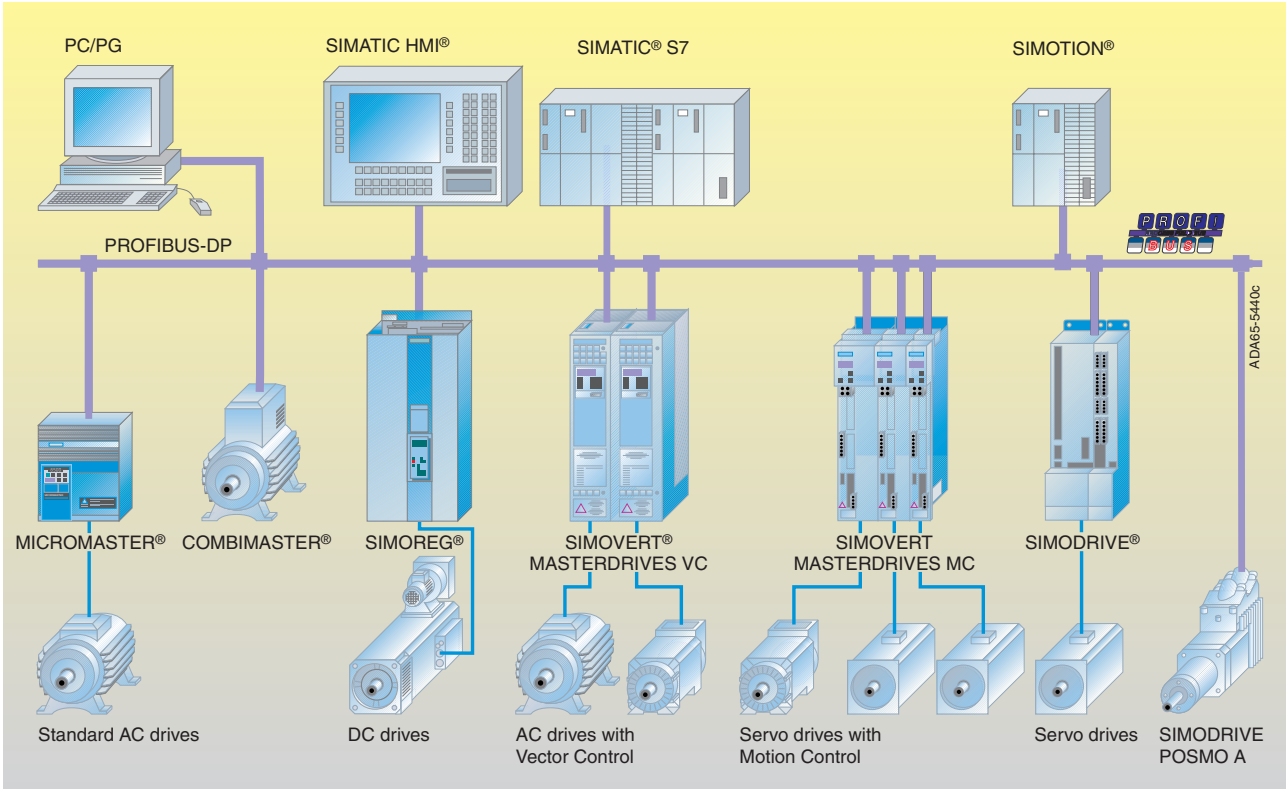 PC/PG
SIMATIC HMI®
SIMATIC® S7
SIMOTION®
PROFIBUS-DP
PROFI
BUS
ADA65-5440c
MICROMASTER®
COMBIMASTER®
SIMOREG®
SIMOVERT®
MASTERDRIVES VC
SIMOVERT
MASTERDRIVES MC
SIMODRIVE®
Standard AC drives
DC drives
AC drives with
Vector Control
Servo drives with
Motion Control
Servo drives
SIMODRIVE
POSMO A